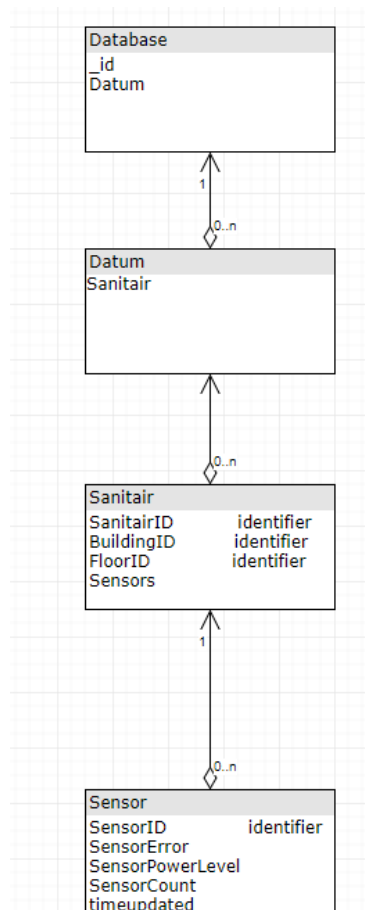 Database
_id
Datum
1
0..n
Datum
Sanitair
0..n
Sanitair
SanitairID identifier
BuildingID identifier
FloorID identifier
Sensors
1
0..n
Sensor
SensorID identifier
SensorError
SensorPowerLevel
SensorCount
timeupdated